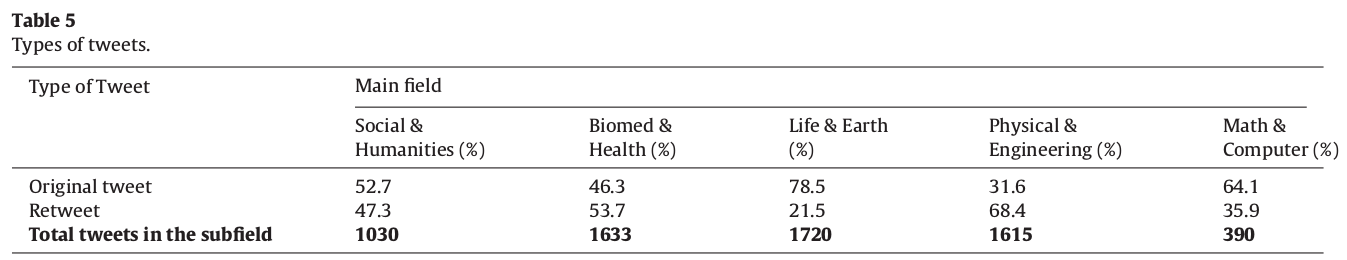 Table 5
Types of tweets.
Type of Tweet Main field
Social & Biomed & Life & Earth Physical & Math &
Humanities (%) Health (%) (%) Engineering (%) Computer (%)
Original tweet 52.7 46.3 78.5 31.6 64.1
Retweet 47.3 53.7 21.5 68.4 35.9
Total tweets in the subfield 1030 1633 1720 1615 390